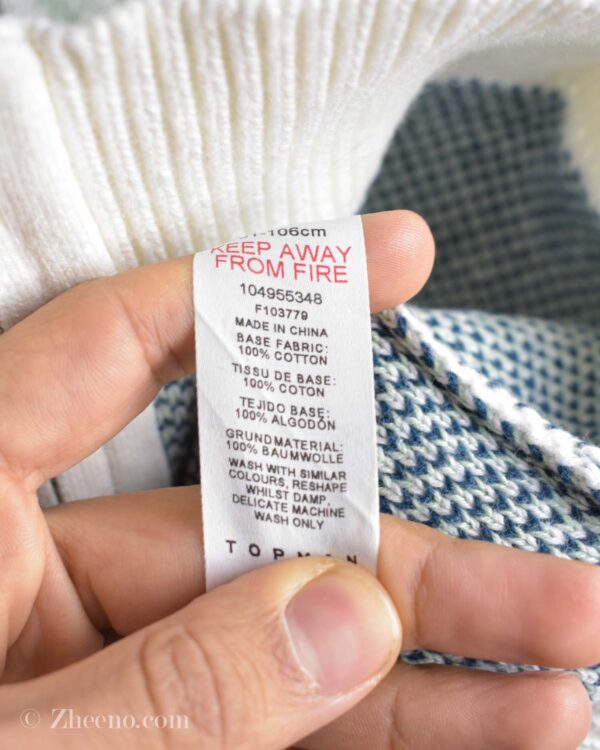 -106cm
KEEP AWAY
FROM FIRE
104955348
F103779
MADE IN CHINA
BASE FABRIC:
100% COTTON
TISSU DE BASE:
100% COTON
TEJIDO BASE:
100% ALGODÓN
GRUNDMATERIAL:
100% BAUMWOLLE
WASH WITH SIMILAR
COLOURS, RESHAPE
WHILST DAMP,
DELICATE MACHINE
WASH ONLY
TOPMAN
© Zheeno.com